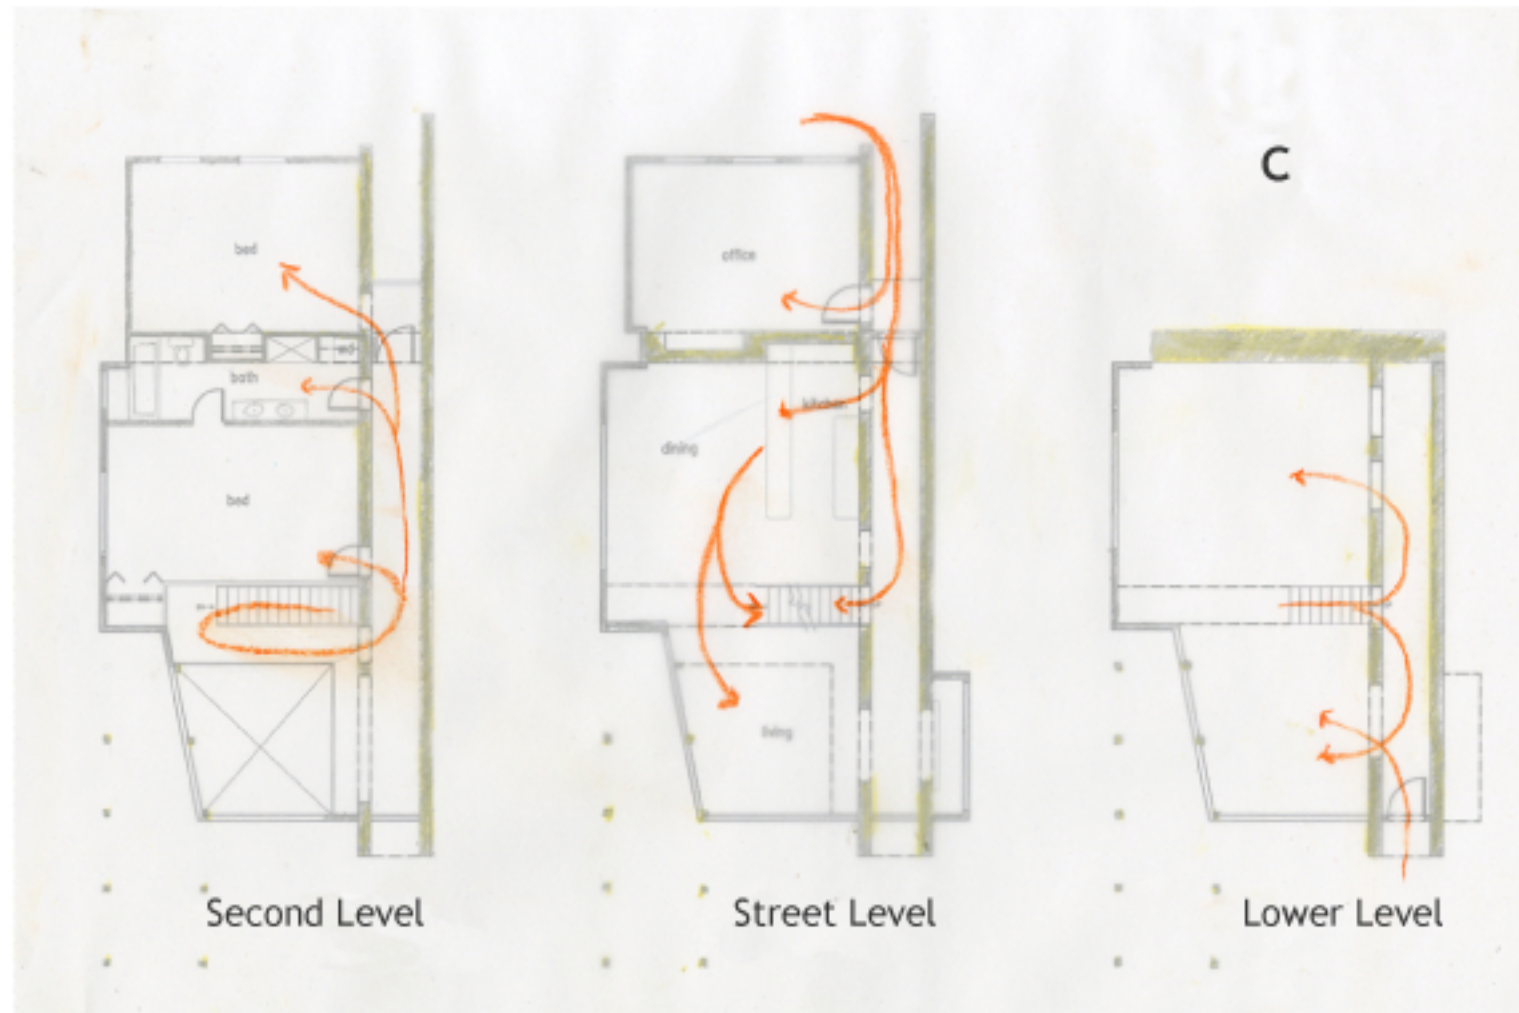 C
bed
bath
bed
Second Level
office
kitchen
dining
living
Street Level
Lower Level